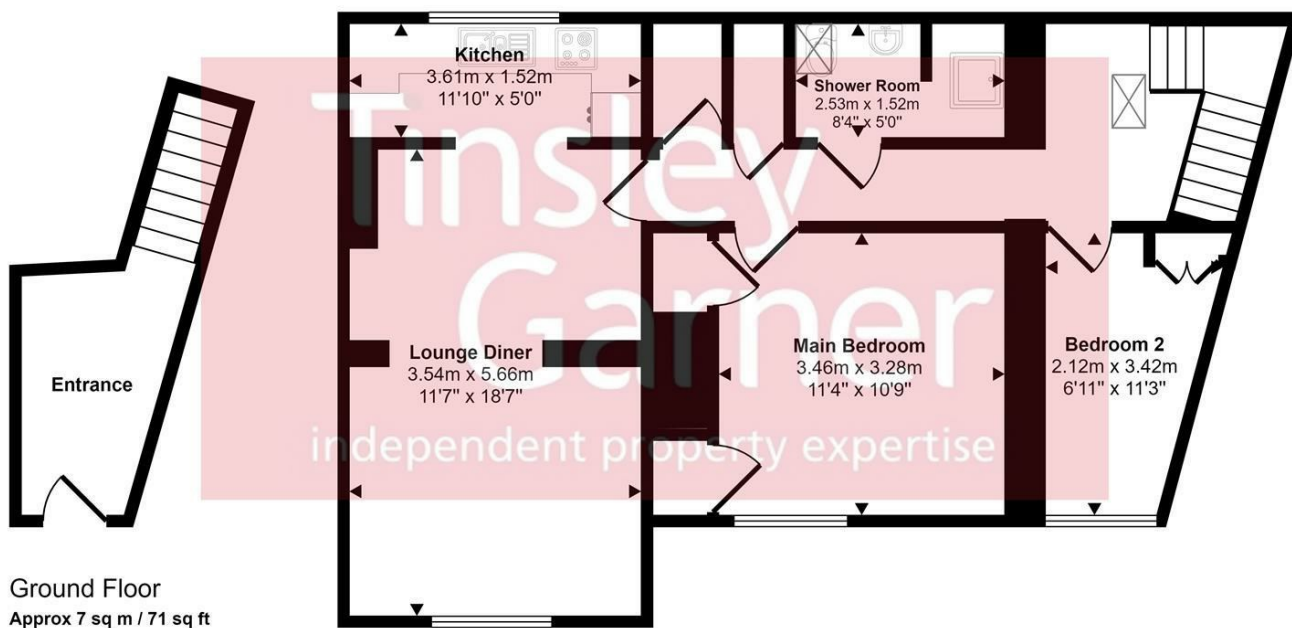 Kitchen
3.61m x 1.52m
11'10" x 5'0"
Shower Room
2.53m x 1.52m
8'4" x 5'0"
Tinsley
Garner
independent property expertise
Entrance
Lounge Diner
3.54m x 5.66m
11'7" x 18'7"
Main Bedroom
3.46m x 3.28m
11'4" x 10'9"
Bedroom 2
2.12m x 3.42m
6'11" x 11'3"
Ground Floor
Approx 7 sq m / 71 sq ft